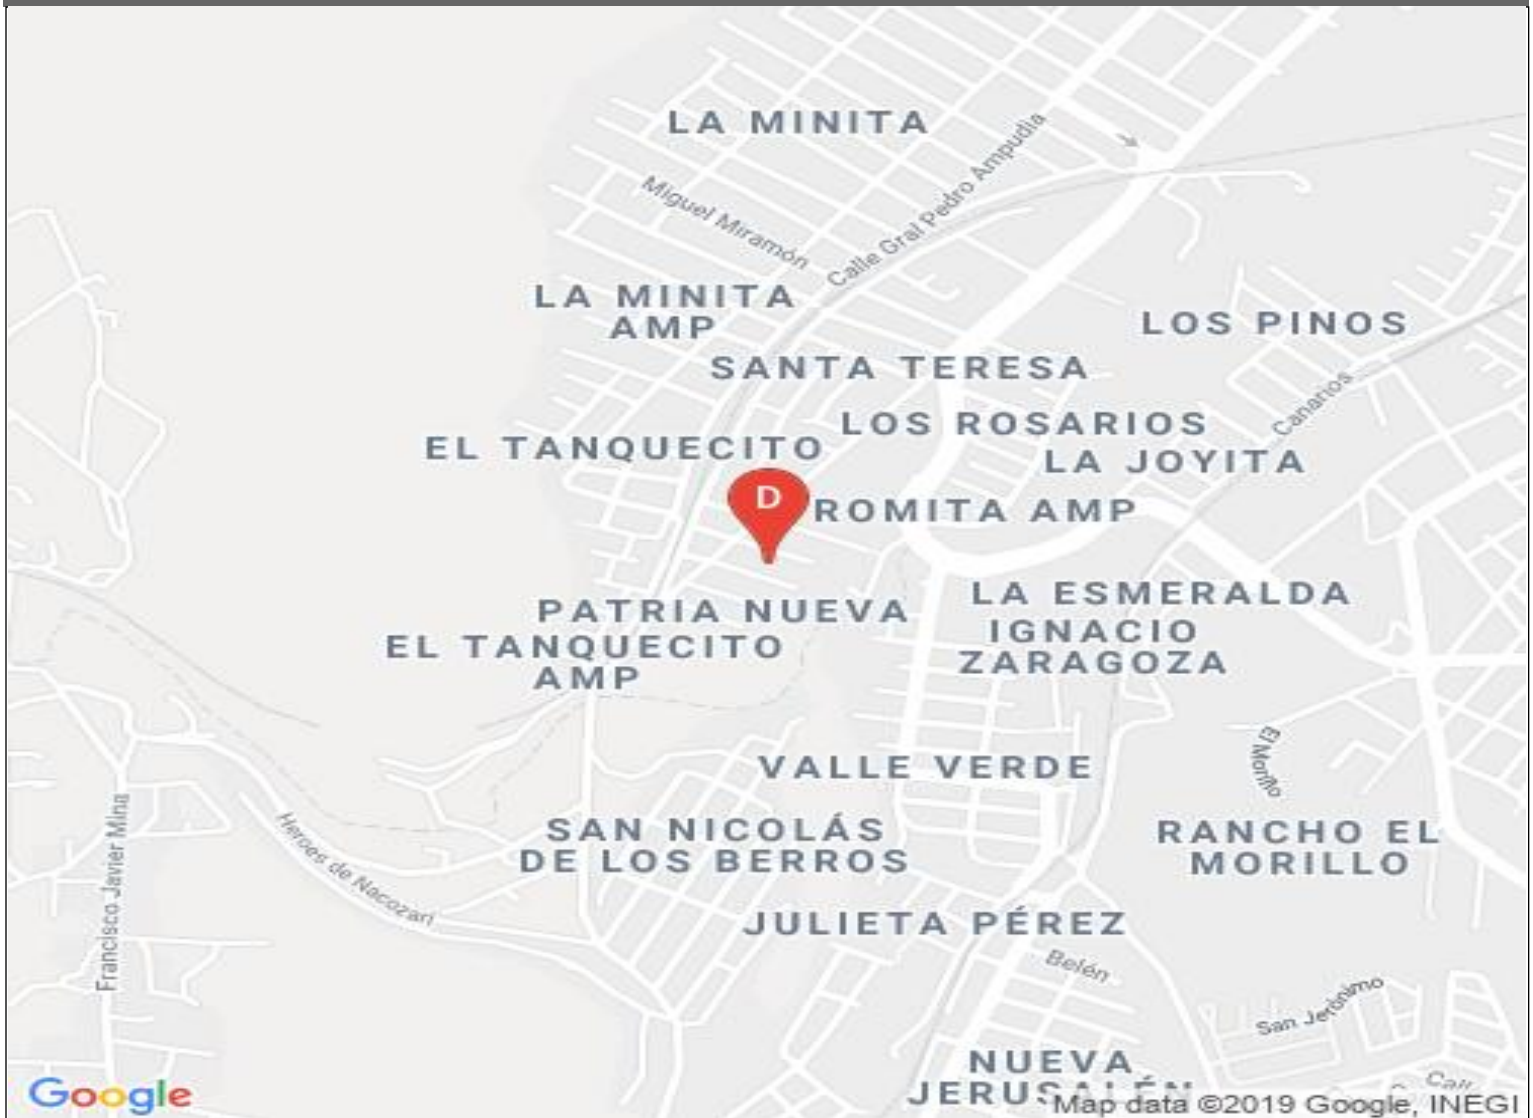 LA MINITA
Calle Gral Pedro Ampudia
Miguel Miramón
LA MINITA
AMP
LOS PINOS
SANTA TERESA
Canarios
LOS ROSARIOS
EL TANQUECITO
LA JOYITA
D
ROMITA AMP
LA ESMERALDA
PATRIA NUEVA
IGNACIO
ZARAGOZA
EL TANQUECITO
AMP
El Morillo
VALLE VERDE
Francisco Javier Mina
Heroes de Nacozari
SAN NICOLÁS
DE LOS BERROS
RANCHO EL
MORILLO
JULIETA PÉREZ
Belén
San Jerónimo
NUEVA
JERUSALÉN
Google
Map data ©2019 Google, INEGI